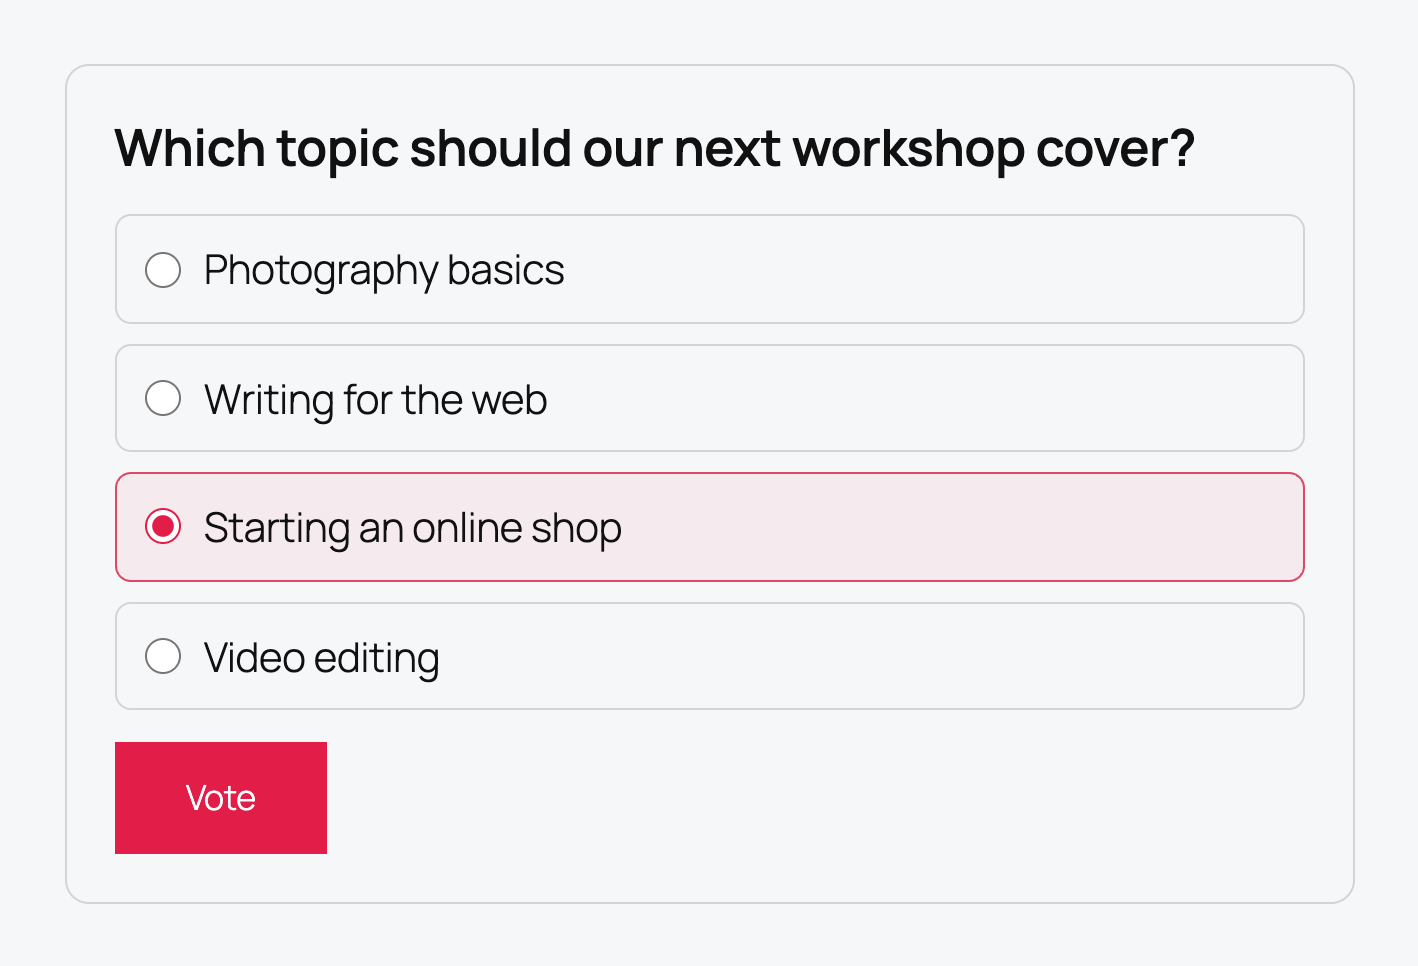 Which topic should our next workshop cover?
Photography basics
Writing for the web
Starting an online shop
Video editing
Vote